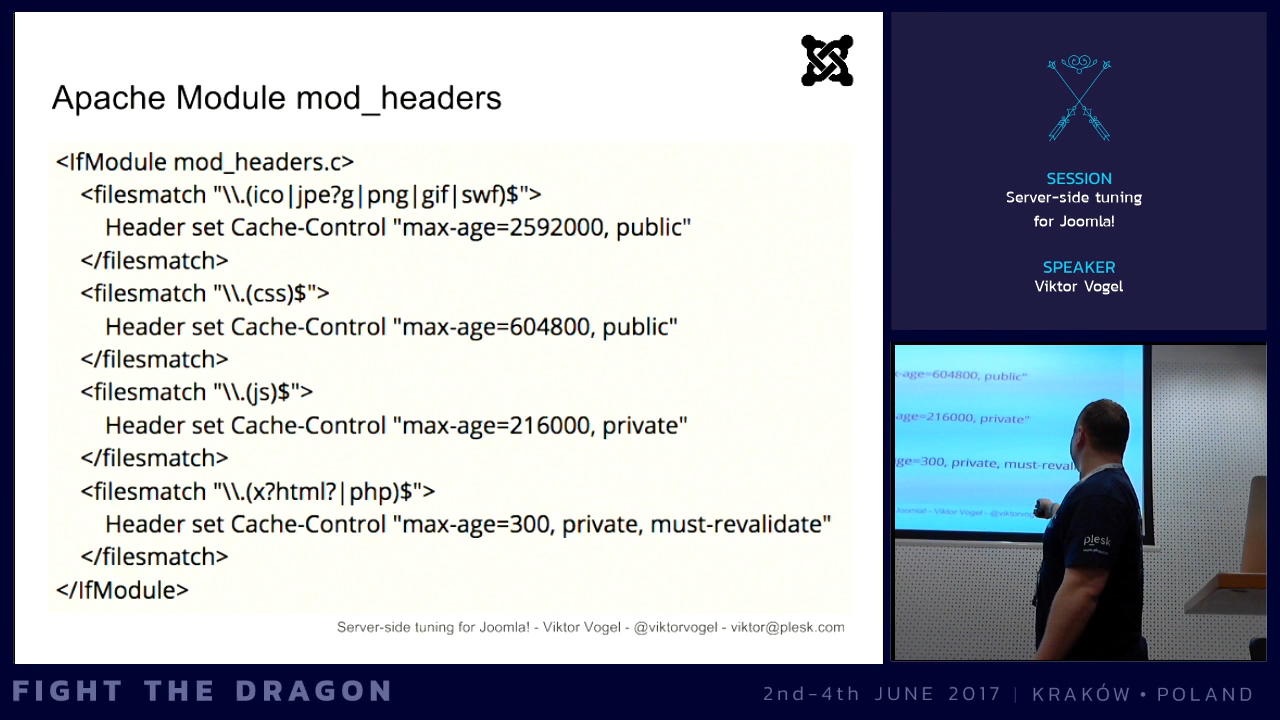 Apache Module mod_headers
<IfModule mod_headers.c>
<filesmatch "\\.(ico|jpe?g|png|gif|swf)$">
Header set Cache-Control "max-age=2592000, public"
</filesmatch>
<filesmatch "\\.(css)$">
Header set Cache-Control "max-age=604800, public"
</filesmatch>
<filesmatch "\\.(js)$">
Header set Cache-Control "max-age=216000, private"
</filesmatch>
<filesmatch "\\.(x?html?|php)$">
Header set Cache-Control "max-age=300, private, must-revalidate"
</filesmatch>
</IfModule>
Server-side tuning for Joomla! - Viktor Vogel - @viktorvogel - viktor@plesk.com
SESSION
Server-side tuning
for Joomla!
SPEAKER
Viktor Vogel
age=604800, public"
age=216000, private"
ge=300, private, must-reval
Joomla! - Viktor Vogel - @viktorvog
plesk
FIGHT THE DRAGON
2nd-4th JUNE 2017 | KRAKÓW • POLAND